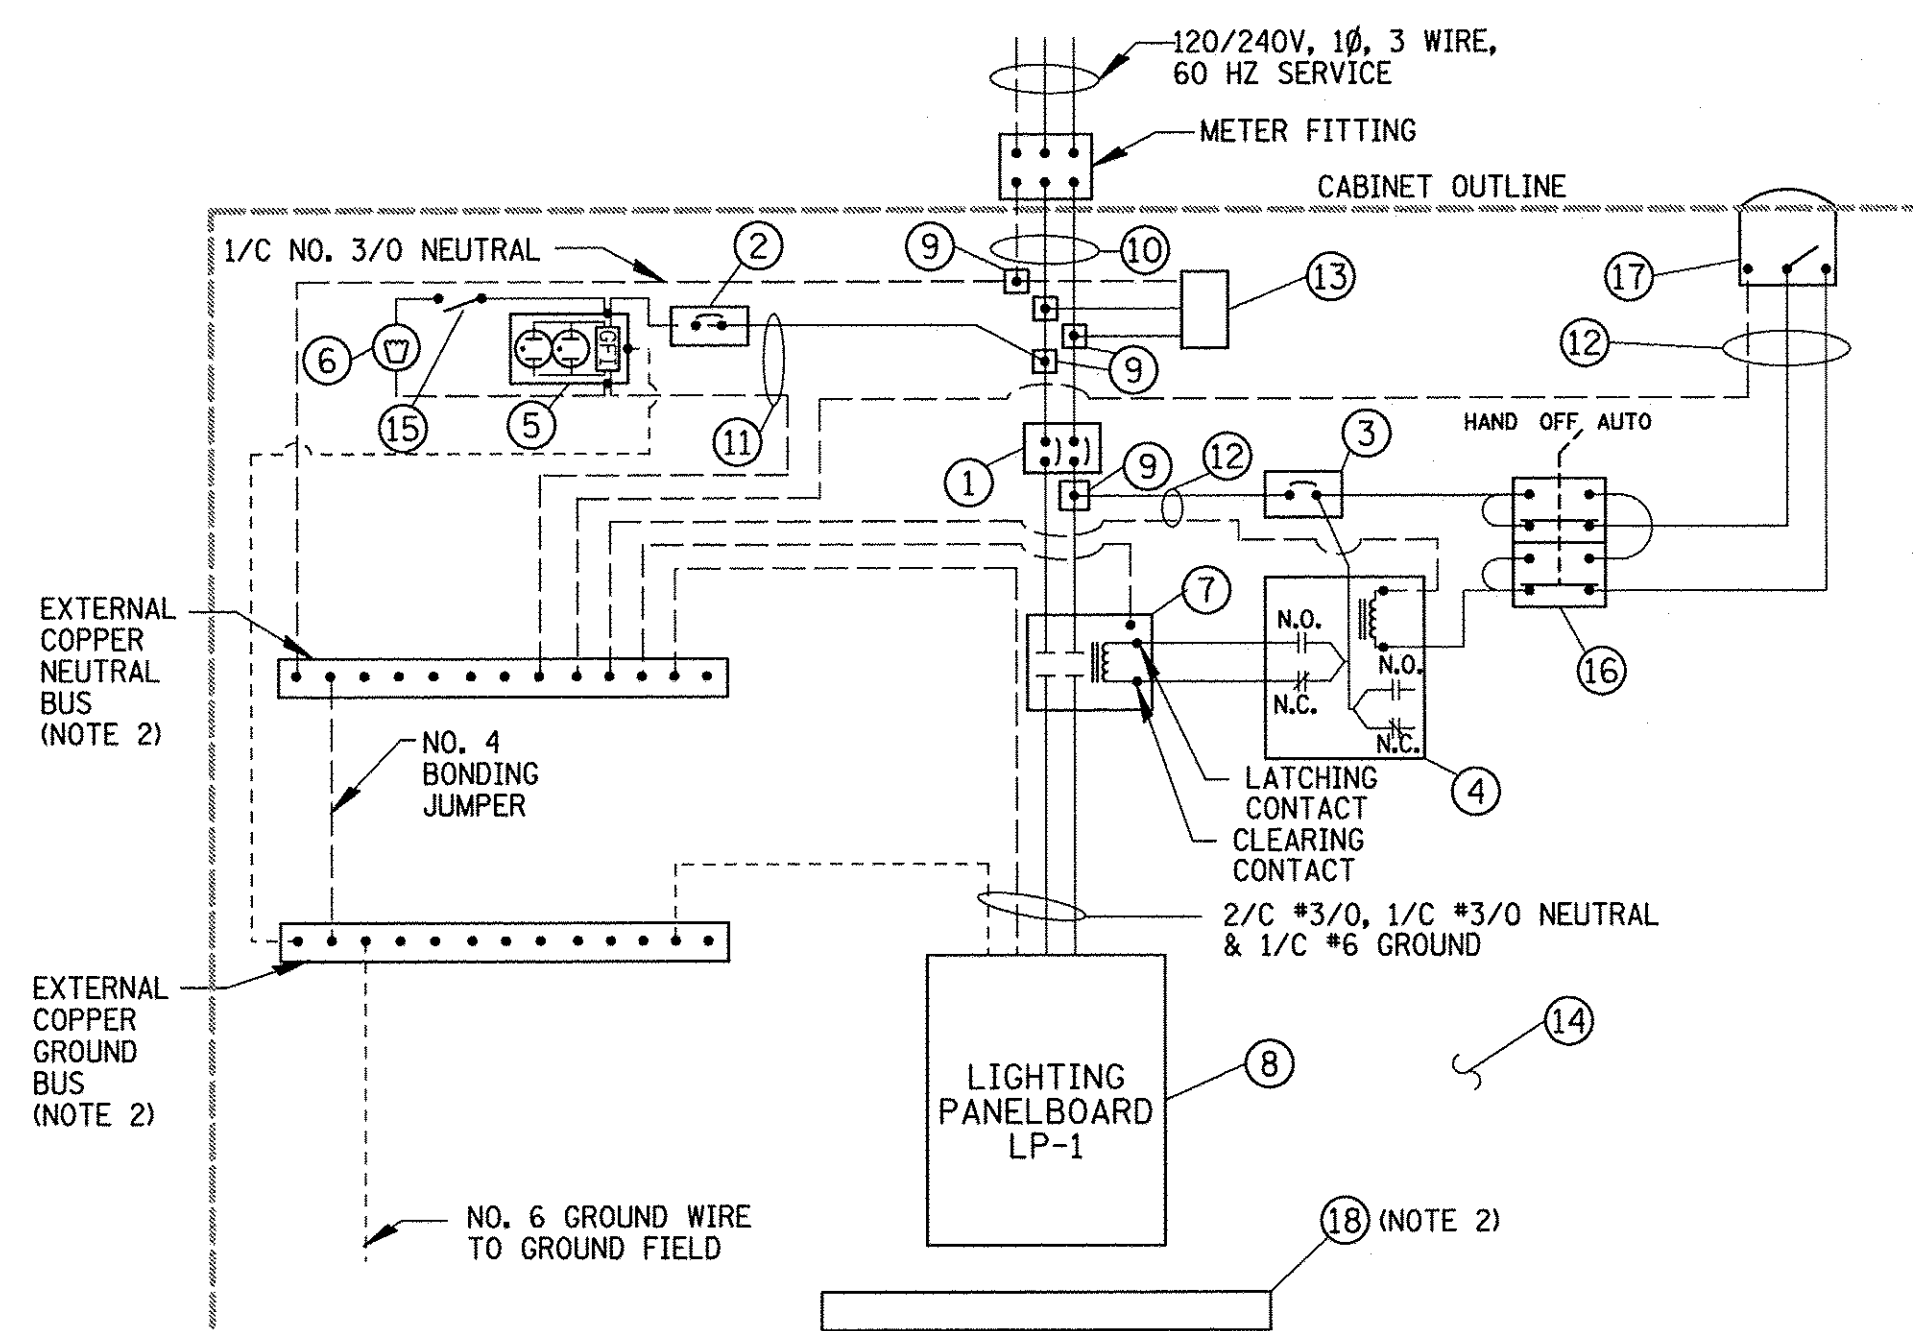 120/240V, 1Ø, 3 WIRE,
60 HZ SERVICE
METER FITTING
CABINET OUTLINE
1/C NO. 3/0 NEUTRAL
2
9
10
13
17
12
6
15
5
11
9
1
9
12
3
HAND OFF AUTO
GFI
EXTERNAL
COPPER
NEUTRAL
BUS
(NOTE 2)
7
N.O.
N.C.
N.O.
N.C.
16
4
NO. 4
BONDING
JUMPER
LATCHING
CONTACT
CLEARING
CONTACT
2/C #3/0, 1/C #3/0 NEUTRAL
& 1/C #6 GROUND
EXTERNAL
COPPER
GROUND
BUS
(NOTE 2)
14
8
LIGHTING
PANELBOARD
LP-1
NO. 6 GROUND WIRE
TO GROUND FIELD
18 (NOTE 2)